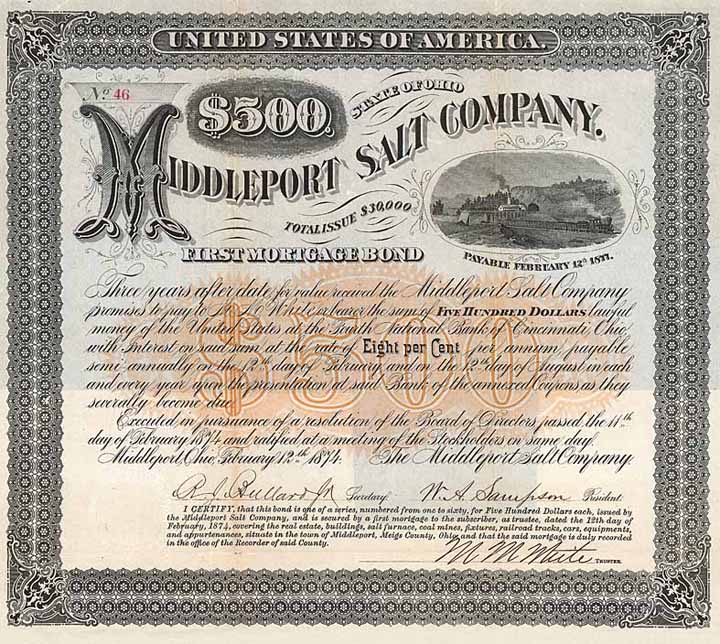 UNITED STATES OF AMERICA.
No. 46
$500.
STATE OF OHIO
MIDDLEPORT SALT COMPANY.
TOTAL ISSUE $30,000
FIRST MORTGAGE BOND
PAYABLE FEBRUARY 12th 1877.
$500
Three years after date for value received the Middleport Salt Company
promises to pay to White or bearer the sum of FIVE HUNDRED DOLLARS lawful
money of the United States at the Fourth National Bank of Cincinnati Ohio,
with Interest on said sum at the rate of Eight per Cent per annum, payable
semi annually on the 12th day of February, and on the 12th day of August in each
and every year upon the presentation at said Bank of the annexed Coupons as they
severally become due.
Executed in pursuance of a resolution of the Board of Directors passed the 11th
day of February 1874 and ratified at a meeting of the Stockholders on same day.
Middleport, Ohio, February 12th 1874. The Middleport Salt Company.
Secretary. W. A. Sampson President.
I CERTIFY, that this bond is one of a series, numbered from one to sixty, for Five Hundred Dollars each, issued by
the Middleport Salt Company, and is secured by a first mortgage to the subscriber, as trustee, dated the 12th day of
February, 1874, covering the real estate, buildings, salt furnace, coal mines, fixtures, railroad tracks, cars, equipments,
and appurtenances, situate in the town of Middleport, Meigs County, Ohio, and that the said mortgage is duly recorded
in the office of the Recorder of said County.
White TRUSTEE.